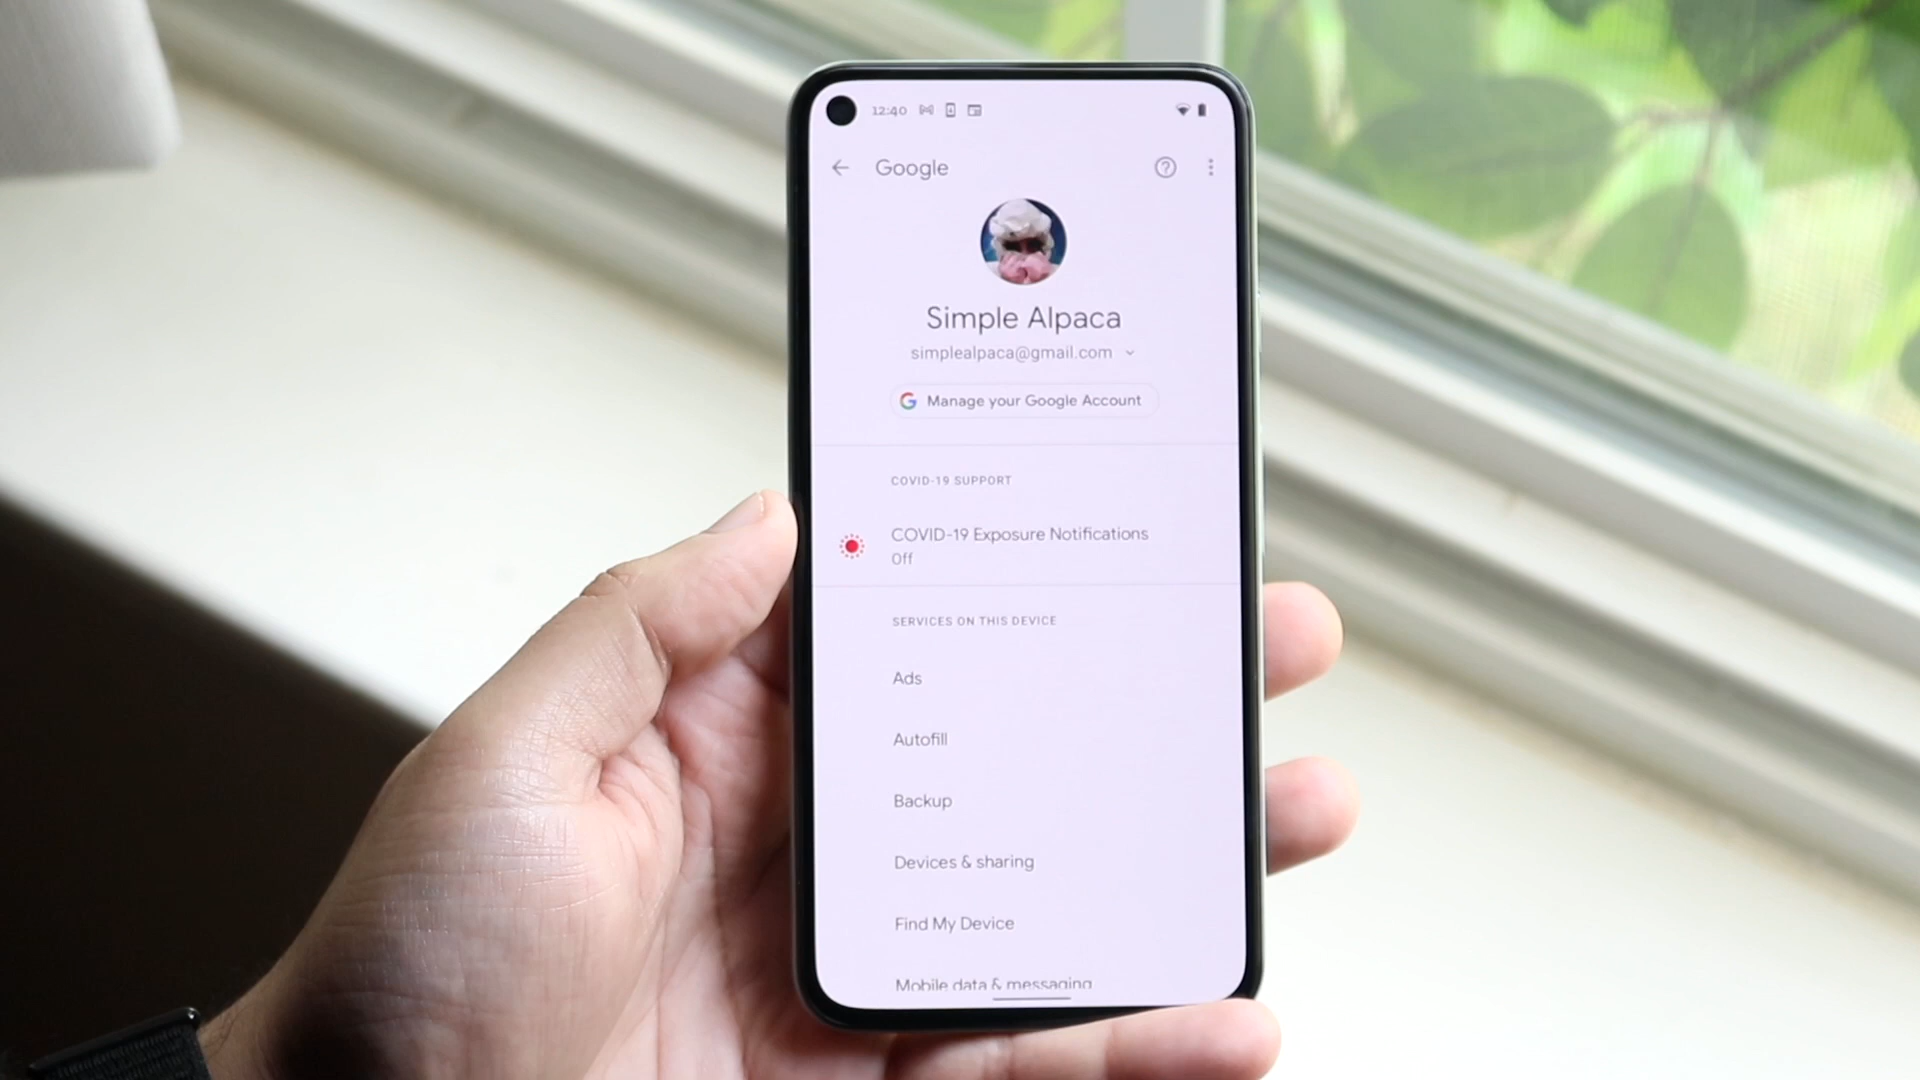 12:40
Google
Simple Alpaca
simplealpaca@gmail.com
G Manage your Google Account
COVID-19 SUPPORT
COVID-19 Exposure Notifications
Off
SERVICES ON THIS DEVICE
Ads
Autofill
Backup
Devices & sharing
Find My Device
Mobile data & messaging